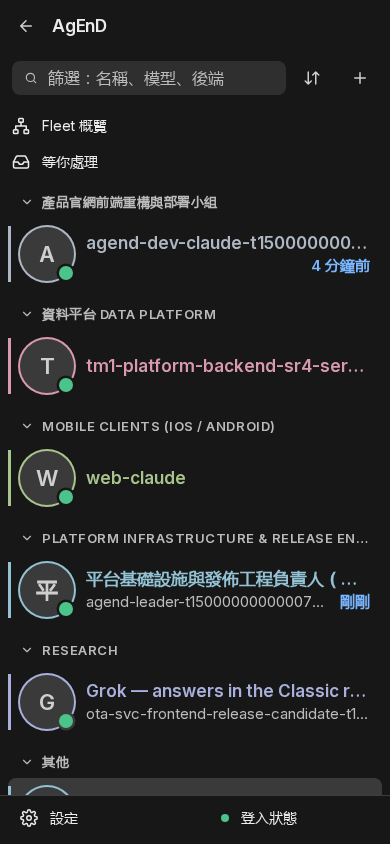 AgEnD
篩選：名稱、模型、後端
Fleet 概覽
等你處理
產品官網前端重構與部署小組
A
agend-dev-claude-t150000000...
4 分鐘前
資料平台 DATA PLATFORM
T
tm1-platform-backend-sr4-ser...
MOBILE CLIENTS (IOS / ANDROID)
W
web-claude
PLATFORM INFRASTRUCTURE & RELEASE EN...
平
平台基礎設施與發佈工程負責人 ( ...
agend-leader-t15000000000007... 剛剛
RESEARCH
G
Grok — answers in the Classic r...
ota-svc-frontend-release-candidate-t1...
其他
設定
登入狀態